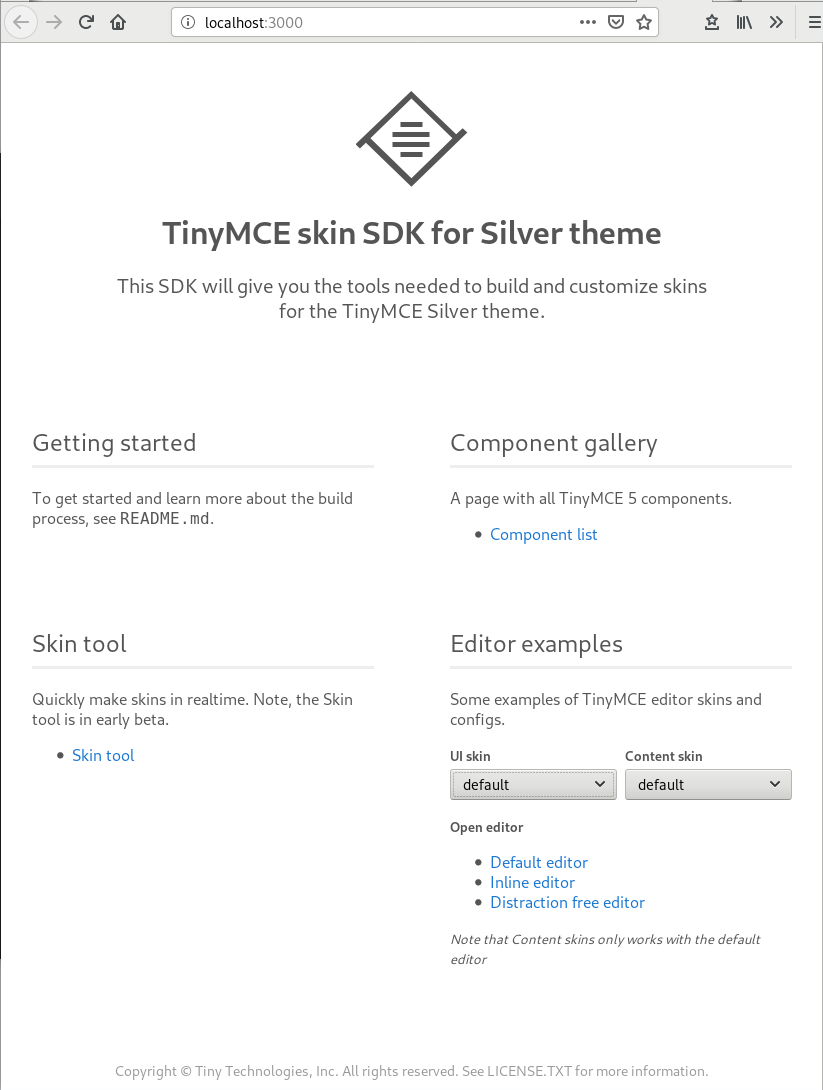 localhost:3000
TinyMCE skin SDK for Silver theme
This SDK will give you the tools needed to build and customize skins
for the TinyMCE Silver theme.
Getting started
To get started and learn more about the build
process, see README.md.
Component gallery
A page with all TinyMCE 5 components.
Component list
Skin tool
Quickly make skins in realtime. Note, the Skin
tool is in early beta.
Skin tool
Editor examples
Some examples of TinyMCE editor skins and
configs.
UI skin Content skin
default default
Open editor
Default editor
Inline editor
Distraction free editor
Note that Content skins only works with the default
editor
Copyright © Tiny Technologies, Inc. All rights reserved. See LICENSE.TXT for more information.